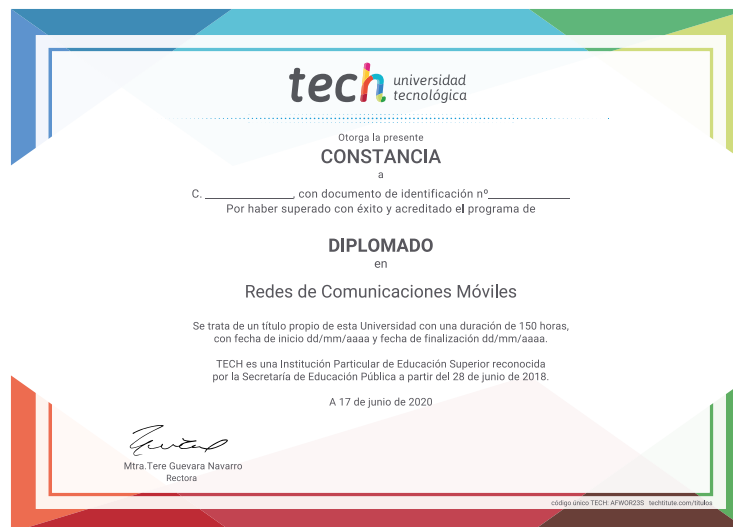 tech universidad
tecnológica
Otorga la presente
CONSTANCIA
a
C. ______________, con documento de identificación nº______________
Por haber superado con éxito y acreditado el programa de
DIPLOMADO
en
Redes de Comunicaciones Móviles
Se trata de un título propio de esta Universidad con una duración de 150 horas,
con fecha de inicio dd/mm/aaaa y fecha de finalización dd/mm/aaaa.
TECH es una Institución Particular de Educación Superior reconocida
por la Secretaría de Educación Pública a partir del 28 de junio de 2018.
A 17 de junio de 2020
Mtra.Tere Guevara Navarro
Rectora
código único TECH: AFWOR23S techtitute.com/titulos